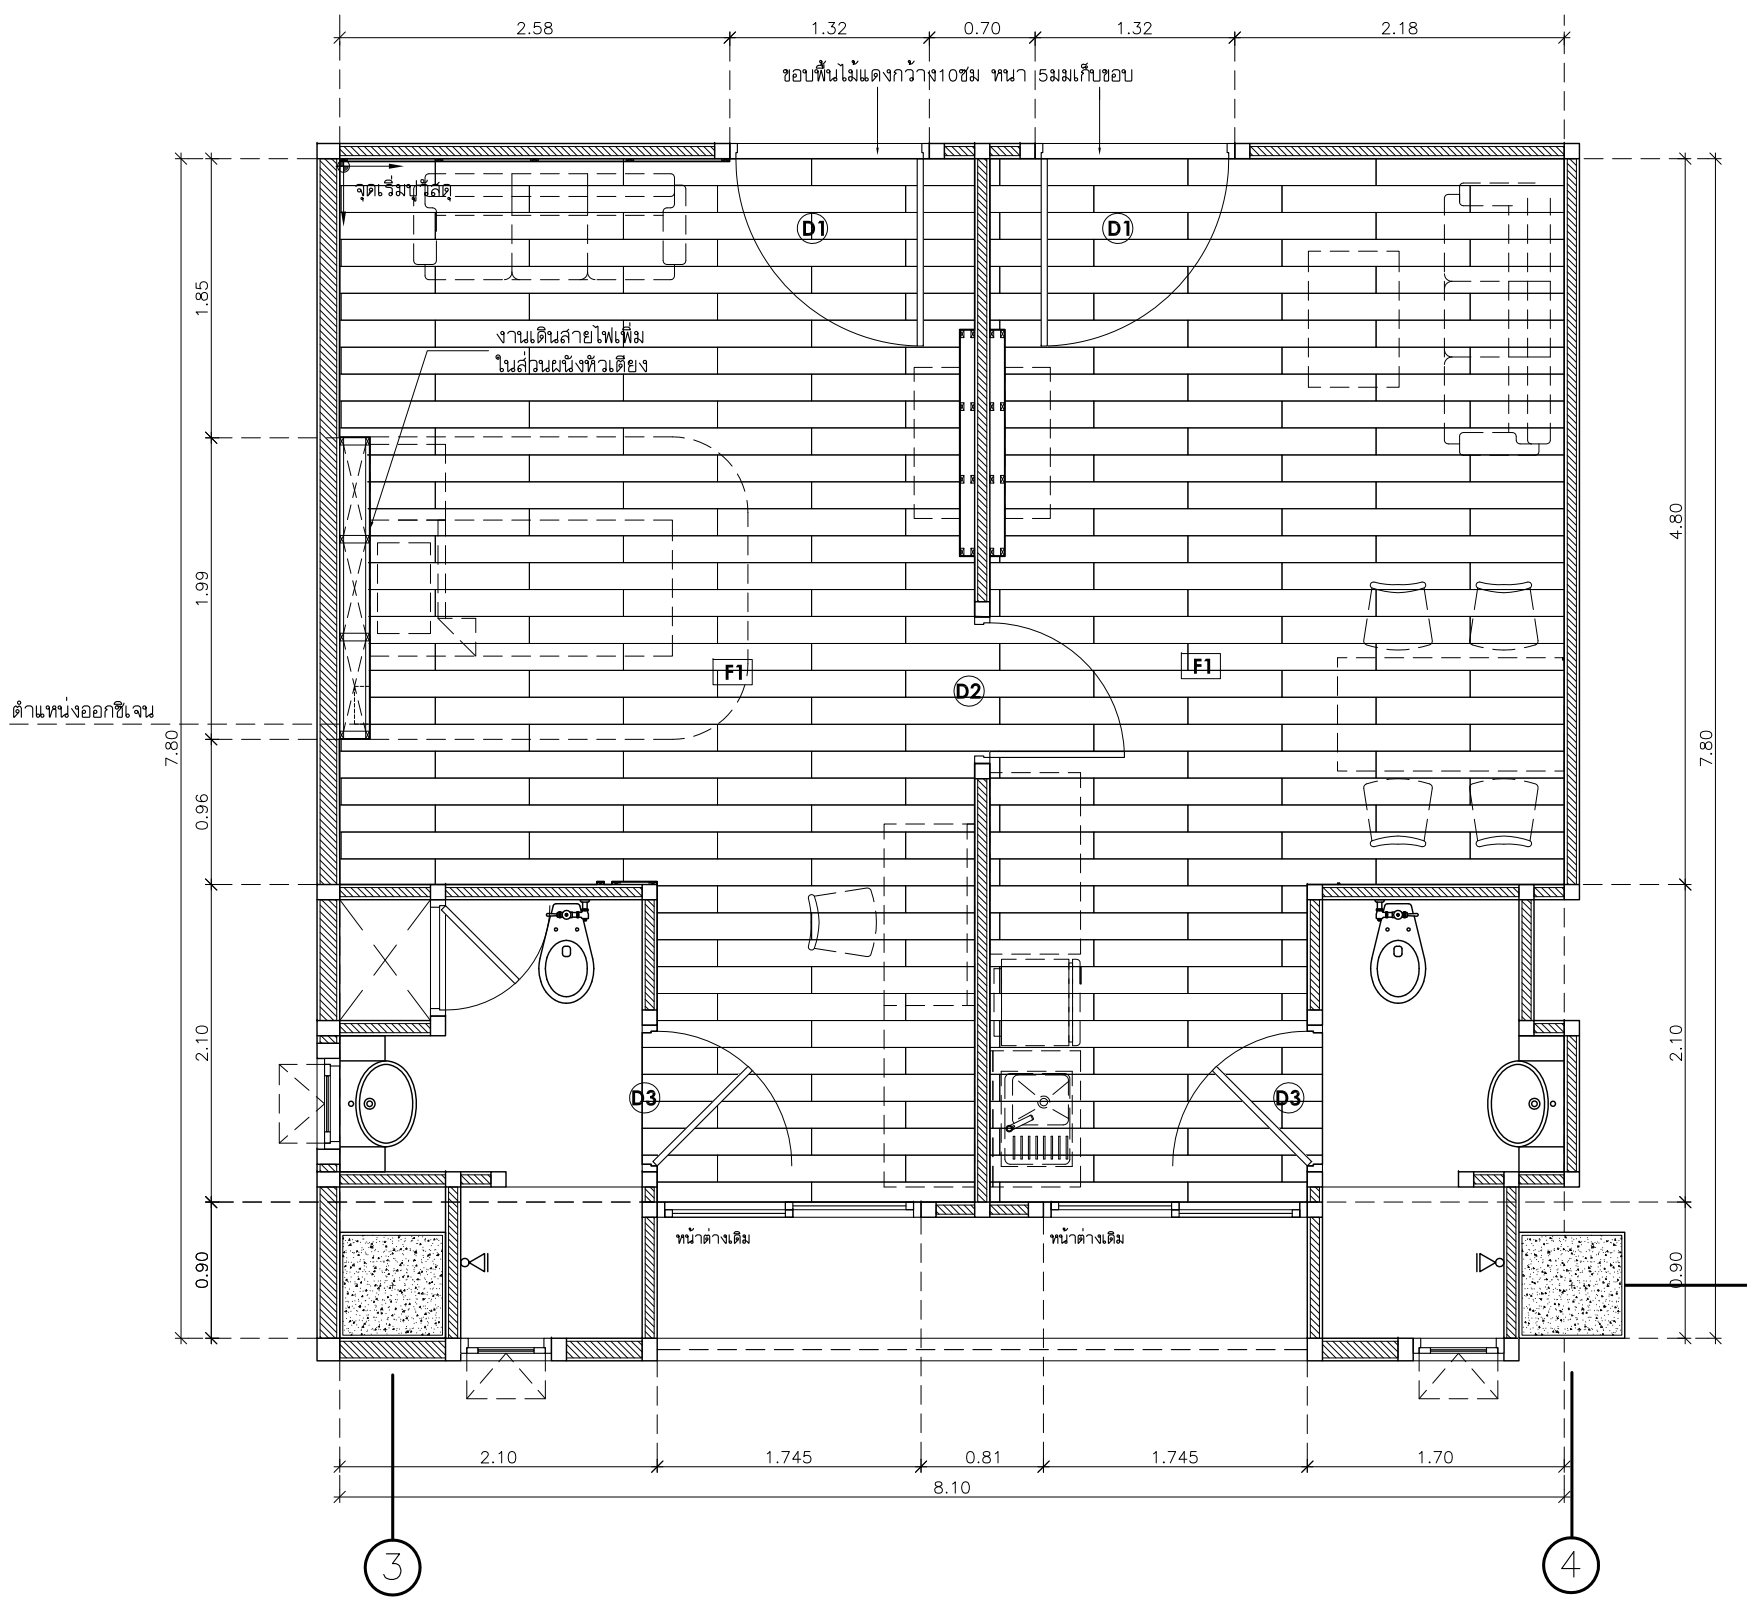 2.58 1.32 0.70 1.32 2.18
ขอบพื้นไม้แดงกว้าง10ซม หนา 5มมเก็บขอบ
จุดเริ่มปูวัสดุ
D1 D1
1.85
งานเดินสายไฟเพิ่ม
ในส่วนผนังหัวเตียง
4.80
1.99
F1 F1
D2
ตำแหน่งออกซิเจน
7.80 7.80
0.96
2.10 2.10
D3 D3
หน้าต่างเดิม หน้าต่างเดิม
0.90 0.90
2.10 1.745 0.81 1.745 1.70
8.10
3 4